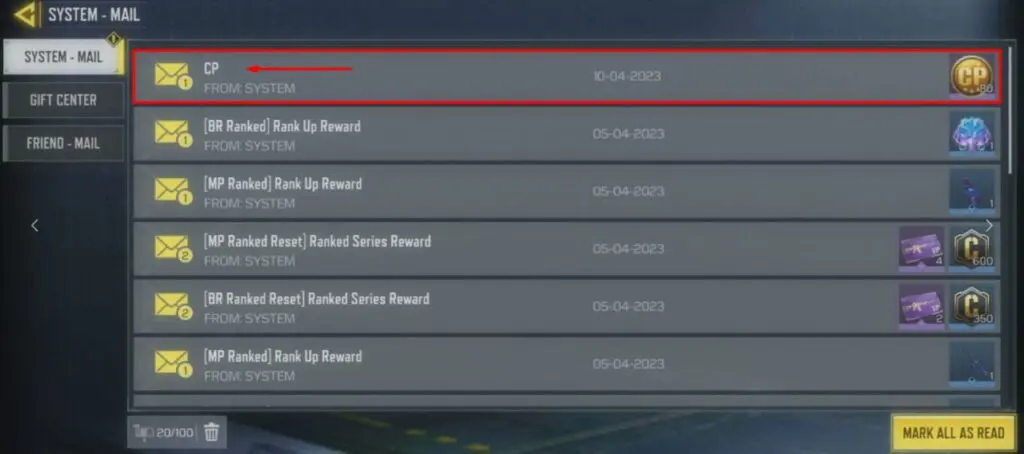 SYSTEM - MAIL
SYSTEM - MAIL
GIFT CENTER
FRIEND - MAIL
CP
FROM: SYSTEM
10-04-2023
CP
80
1
[BR Ranked] Rank Up Reward
FROM: SYSTEM
05-04-2023
1
1
[MP Ranked] Rank Up Reward
FROM: SYSTEM
05-04-2023
1
1
[MP Ranked Reset] Ranked Series Reward
FROM: SYSTEM
05-04-2023
2
4
C
600
[BR Ranked Reset] Ranked Series Reward
FROM: SYSTEM
05-04-2023
2
2
C
350
[MP Ranked] Rank Up Reward
FROM: SYSTEM
05-04-2023
1
1
20/100
MARK ALL AS READ